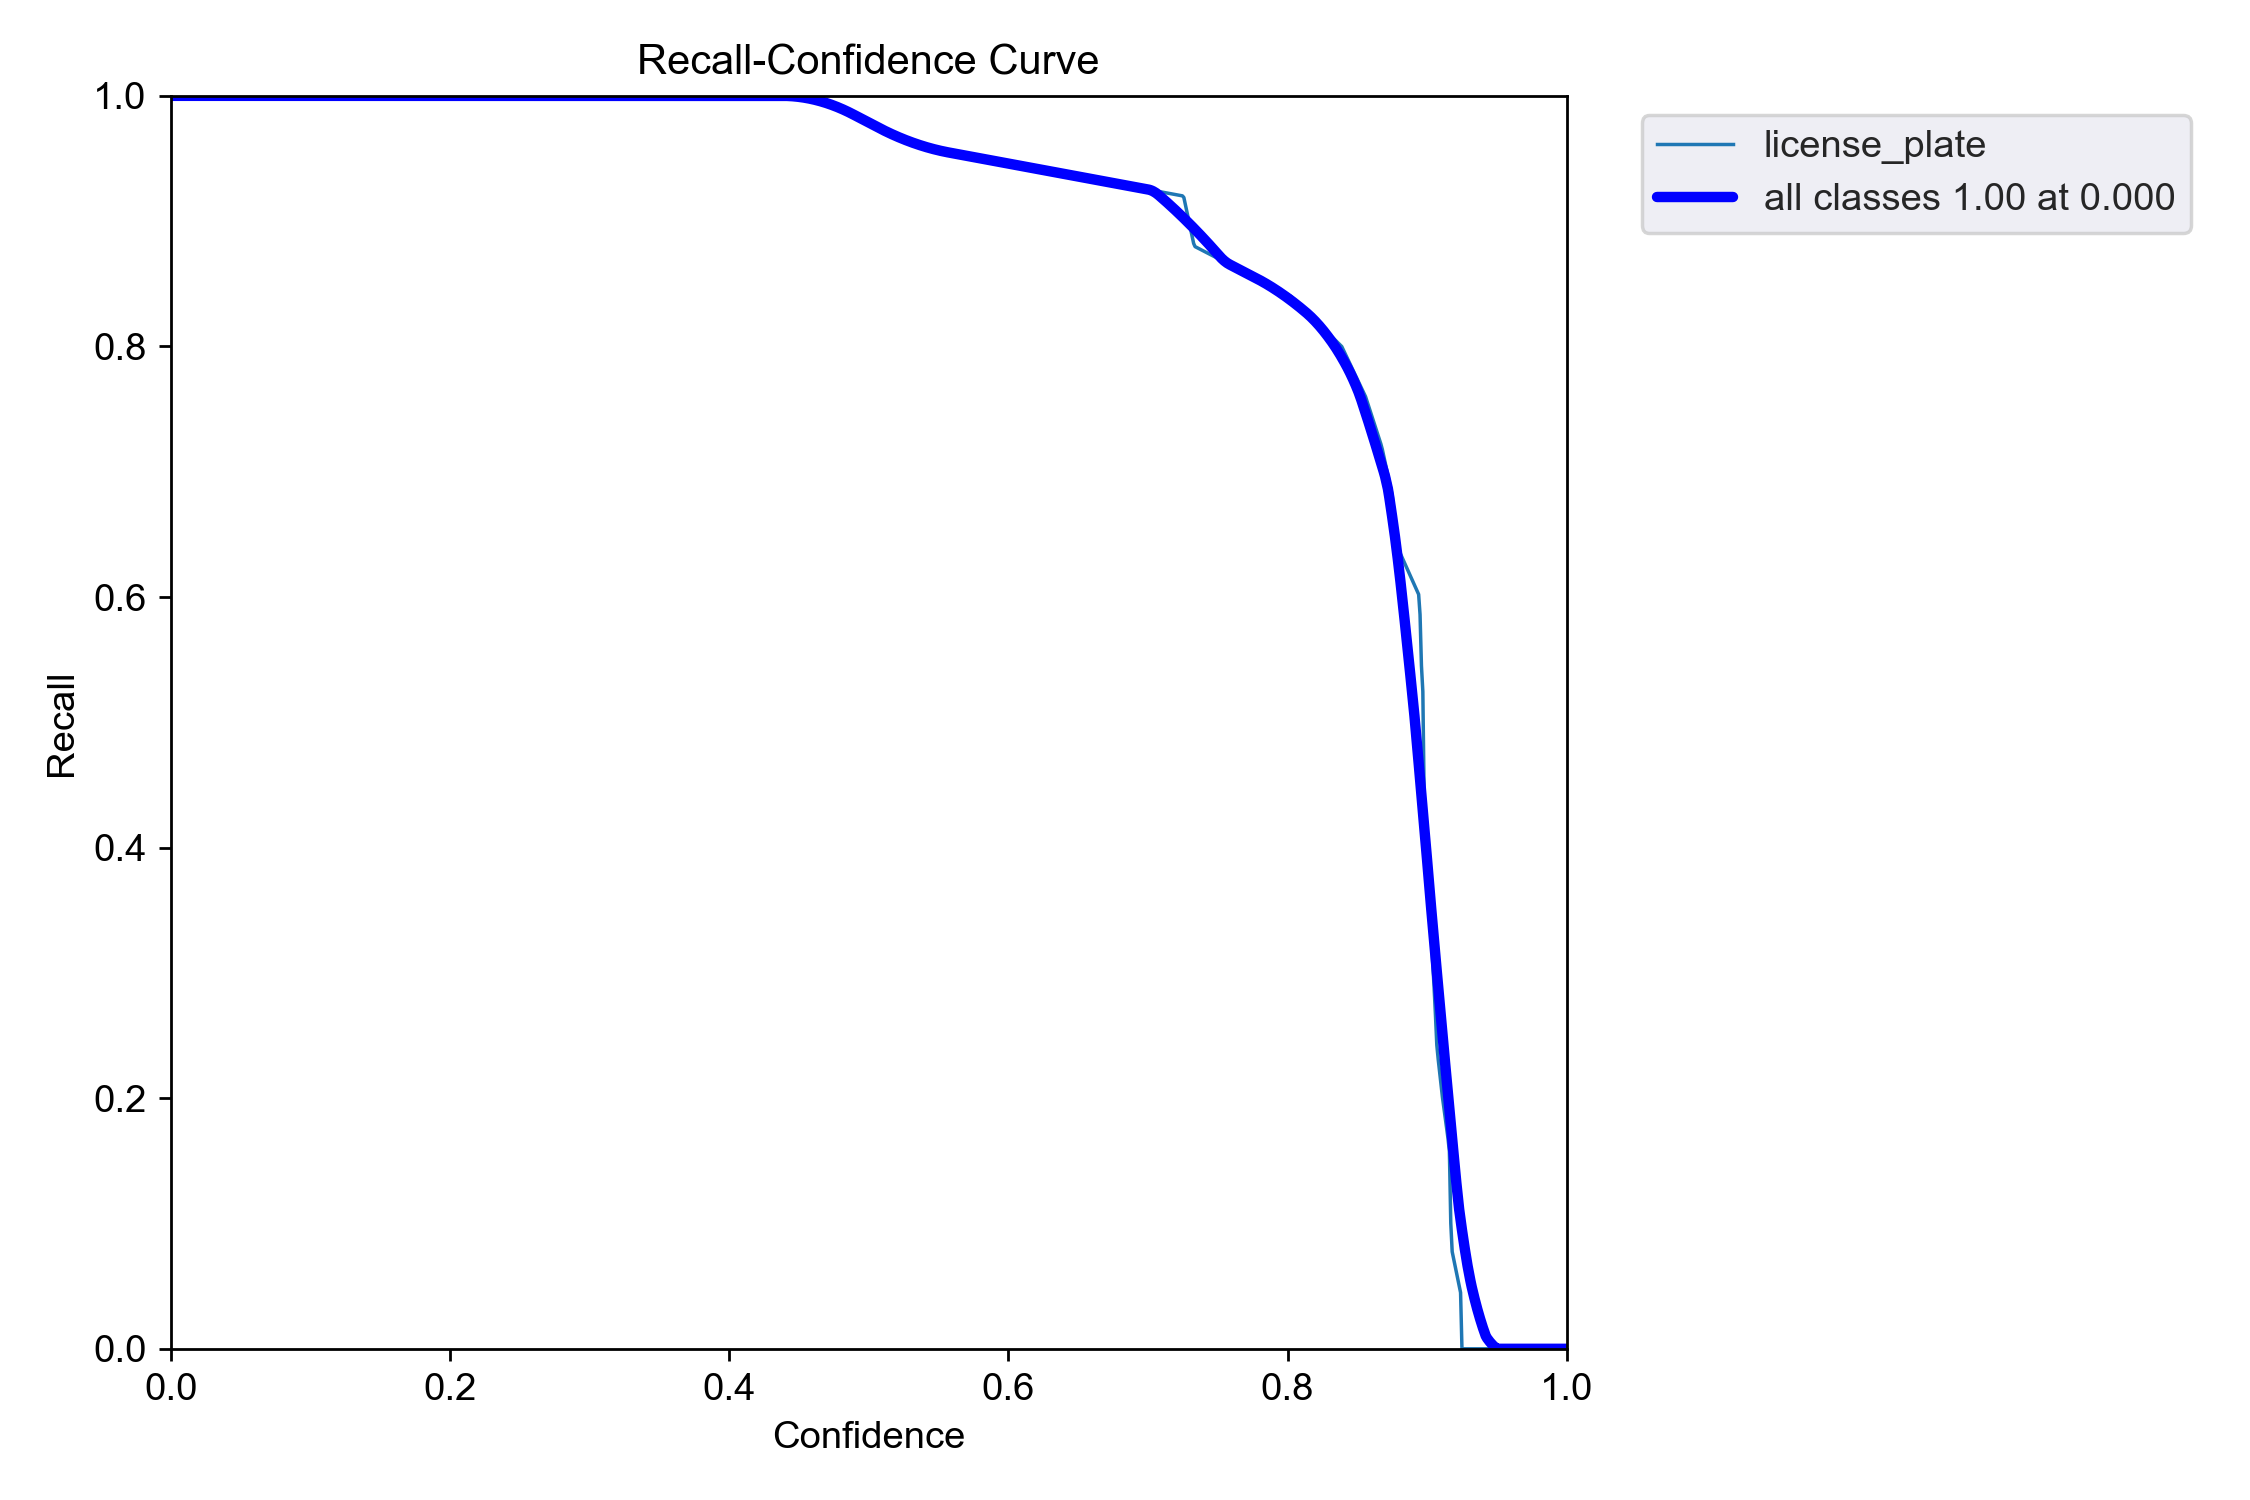 Recall-Confidence Curve
1.0
0.8
0.6
0.4
0.2
0.0
Recall
0.0 0.2 0.4 0.6 0.8 1.0
Confidence
license_plate
all classes 1.00 at 0.000